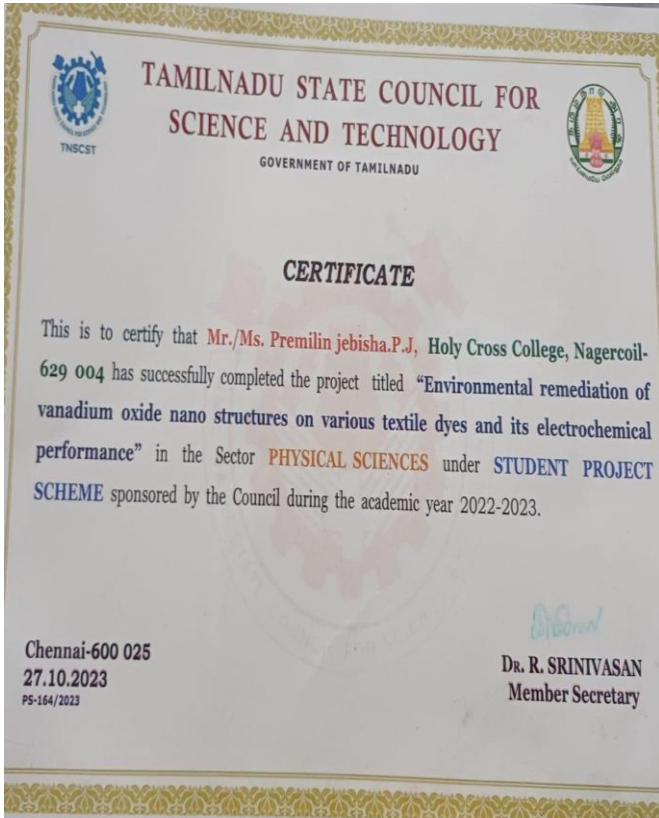 TAMILNADU STATE COUNCIL FOR
SCIENCE AND TECHNOLOGY
GOVERNMENT OF TAMILNADU
TNSCST
CERTIFICATE
This is to certify that Mr./Ms. Premilin jebisha.P.J, Holy Cross College, Nagercoil-
629 004 has successfully completed the project titled “Environmental remediation of
vanadium oxide nano structures on various textile dyes and its electrochemical
performance” in the Sector PHYSICAL SCIENCES under STUDENT PROJECT
SCHEME sponsored by the Council during the academic year 2022-2023.
Chennai-600 025
27.10.2023
PS-164/2023
DR. R. SRINIVASAN
Member Secretary